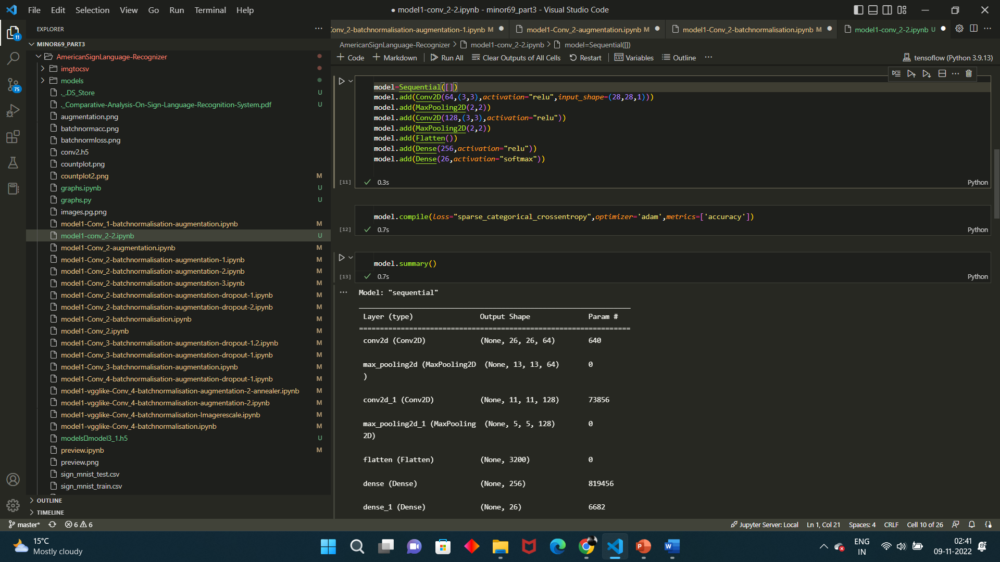 File Edit Selection View Go Run Terminal Help
● model1-conv_2-2.ipynb - minor69_part3 - Visual Studio Code
EXPLORER
MINOR69_PART3
AmericanSignLanguage-Recognizer
imgtocsv
models
._.DS_Store U
._Comparative-Analysis-On-Sign-Language-Recognition-System.pdf U
augmentation.png
batchnormacc.png
batchnormloss.png
conv2.h5
countplot.png
countplot2.png M
graphs.ipynb U
graphs.py U
images.pg.png
model1-Conv_1-batchnormalisation-augmentation.ipynb M
model1-conv_2-2.ipynb U
model1-Conv_2-augmentation.ipynb M
model1-Conv_2-batchnormalisation-augmentation-1.ipynb M
model1-Conv_2-batchnormalisation-augmentation-2.ipynb M
model1-Conv_2-batchnormalisation-augmentation-3.ipynb M
model1-Conv_2-batchnormalisation-augmentation-dropout-1.ipynb M
model1-Conv_2-batchnormalisation-augmentation-dropout-2.ipynb M
model1-Conv_2-batchnormalisation.ipynb M
model1-Conv_2.ipynb M
model1-Conv_3-batchnormalisation-augmentation-dropout-1.2.ipynb M
model1-Conv_3-batchnormalisation-augmentation-dropout-1.ipynb M
model1-Conv_3-batchnormalisation-augmentation.ipynb M
model1-Conv_4-batchnormalisation-augmentation-dropout-1.ipynb M
model1-vgglike-Conv_4-batchnormalisation-augmentation-2-annealer.ipynb M
model1-vgglike-Conv_4-batchnormalisation-augmentation-2.ipynb M
model1-vgglike-Conv_4-batchnormalisation-Imagerescale.ipynb M
model1-vgglike-Conv_4-batchnormalisation.ipynb M
models model3_1.h5 U
preview.ipynb M
preview.png
sign_mnist_test.csv
sign_mnist_train.csv
OUTLINE
TIMELINE
11
75
Conv_2-batchnormalisation-augmentation-1.ipynb M ● model1-Conv_2-augmentation.ipynb M ● model1-Conv_2-batchnormalisation.ipynb M ● model1-conv_2-2.ipynb U ●
AmericanSignLanguage-Recognizer > model1-conv_2-2.ipynb > model=Sequential([])
+ Code + Markdown Run All Clear Outputs of All Cells Restart Variables Outline ...
tensoflow (Python 3.9.13)
model=Sequential([])
model.add(Conv2D(64,(3,3),activation="relu",input_shape=(28,28,1)))
model.add(MaxPooling2D(2,2))
model.add(Conv2D(128,(3,3),activation="relu"))
model.add(MaxPooling2D(2,2))
model.add(Flatten())
model.add(Dense(256,activation="relu"))
model.add(Dense(26,activation="softmax"))
[11] ✓ 0.3s Python
model.compile(loss="sparse_categorical_crossentropy",optimizer='adam',metrics=['accuracy'])
[12] ✓ 0.7s Python
model.summary()
[13] ✓ 0.7s Python
... Model: "sequential"
Layer (type) Output Shape Param #
=================================================================
conv2d (Conv2D) (None, 26, 26, 64) 640
max_pooling2d (MaxPooling2D (None, 13, 13, 64) 0
)
conv2d_1 (Conv2D) (None, 11, 11, 128) 73856
max_pooling2d_1 (MaxPooling (None, 5, 5, 128) 0
2D)
flatten (Flatten) (None, 3200) 0
dense (Dense) (None, 256) 819456
dense_1 (Dense) (None, 26) 6682
master* 6 6
Jupyter Server: Local Ln 1, Col 21 Spaces: 4 CRLF Cell 10 of 26
15°C
Mostly cloudy
ENG
IN
02:41
09-11-2022